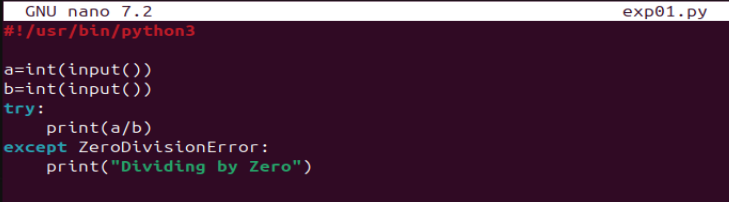 GNU nano 7.2 exp01.py
#!/usr/bin/python3
a=int(input())
b=int(input())
try:
    print(a/b)
except ZeroDivisionError:
    print("Dividing by Zero")